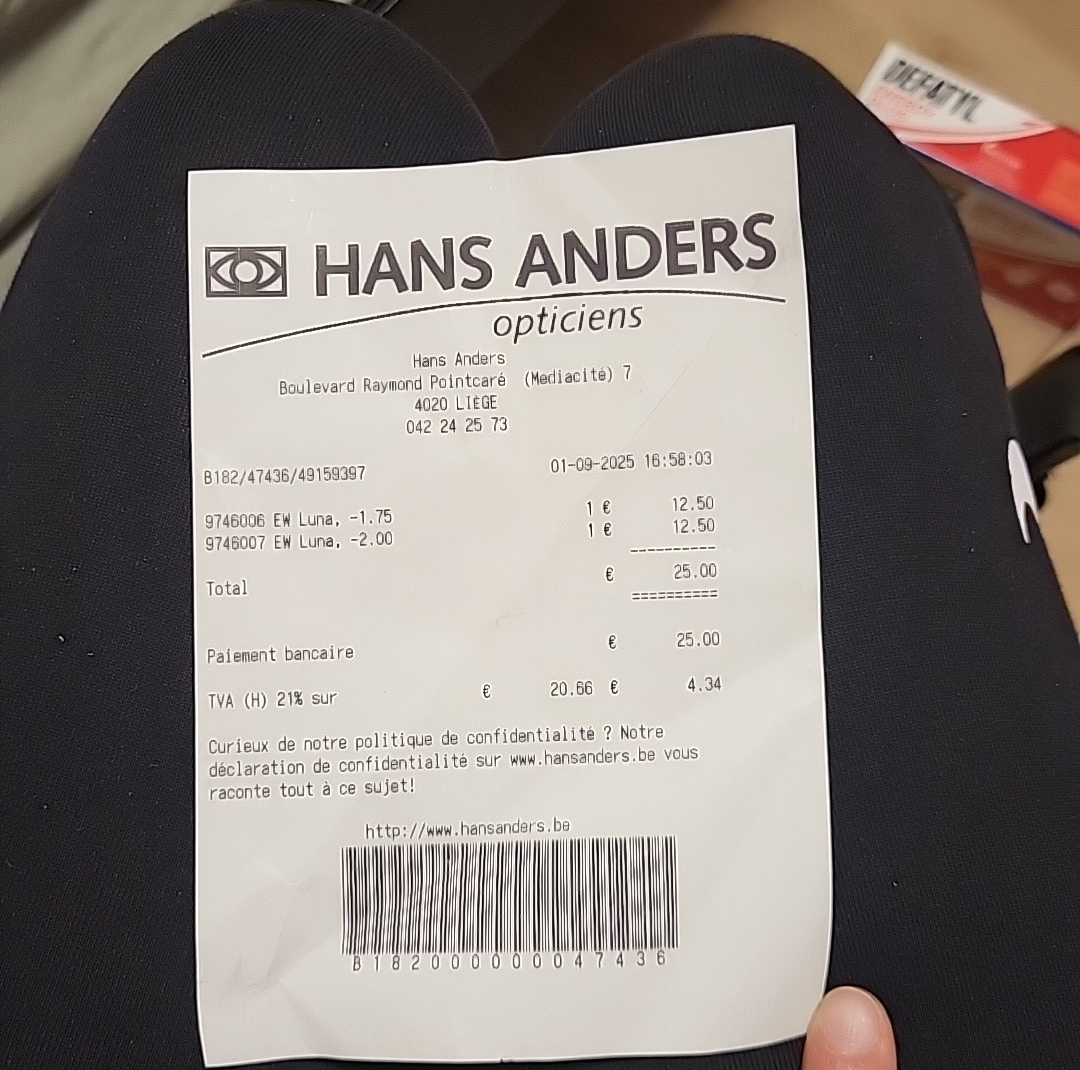 DEFATYL
HANS ANDERS
opticiens
Hans Anders
Boulevard Raymond Pointcaré (Mediacité) 7
4020 LIÈGE
042 24 25 73
B182/47436/49159397 01-09-2025 16:58:03
9746006 EW Luna, -1.75 1 € 12.50
9746007 EW Luna, -2.00 1 € 12.50
----------
Total € 25.00
==========
Paiement bancaire € 25.00
TVA (H) 21% sur € 20.66 € 4.34
Curieux de notre politique de confidentialité ? Notre
déclaration de confidentialité sur www.hansanders.be vous
raconte tout à ce sujet!
http://www.hansanders.be
B182000000047436